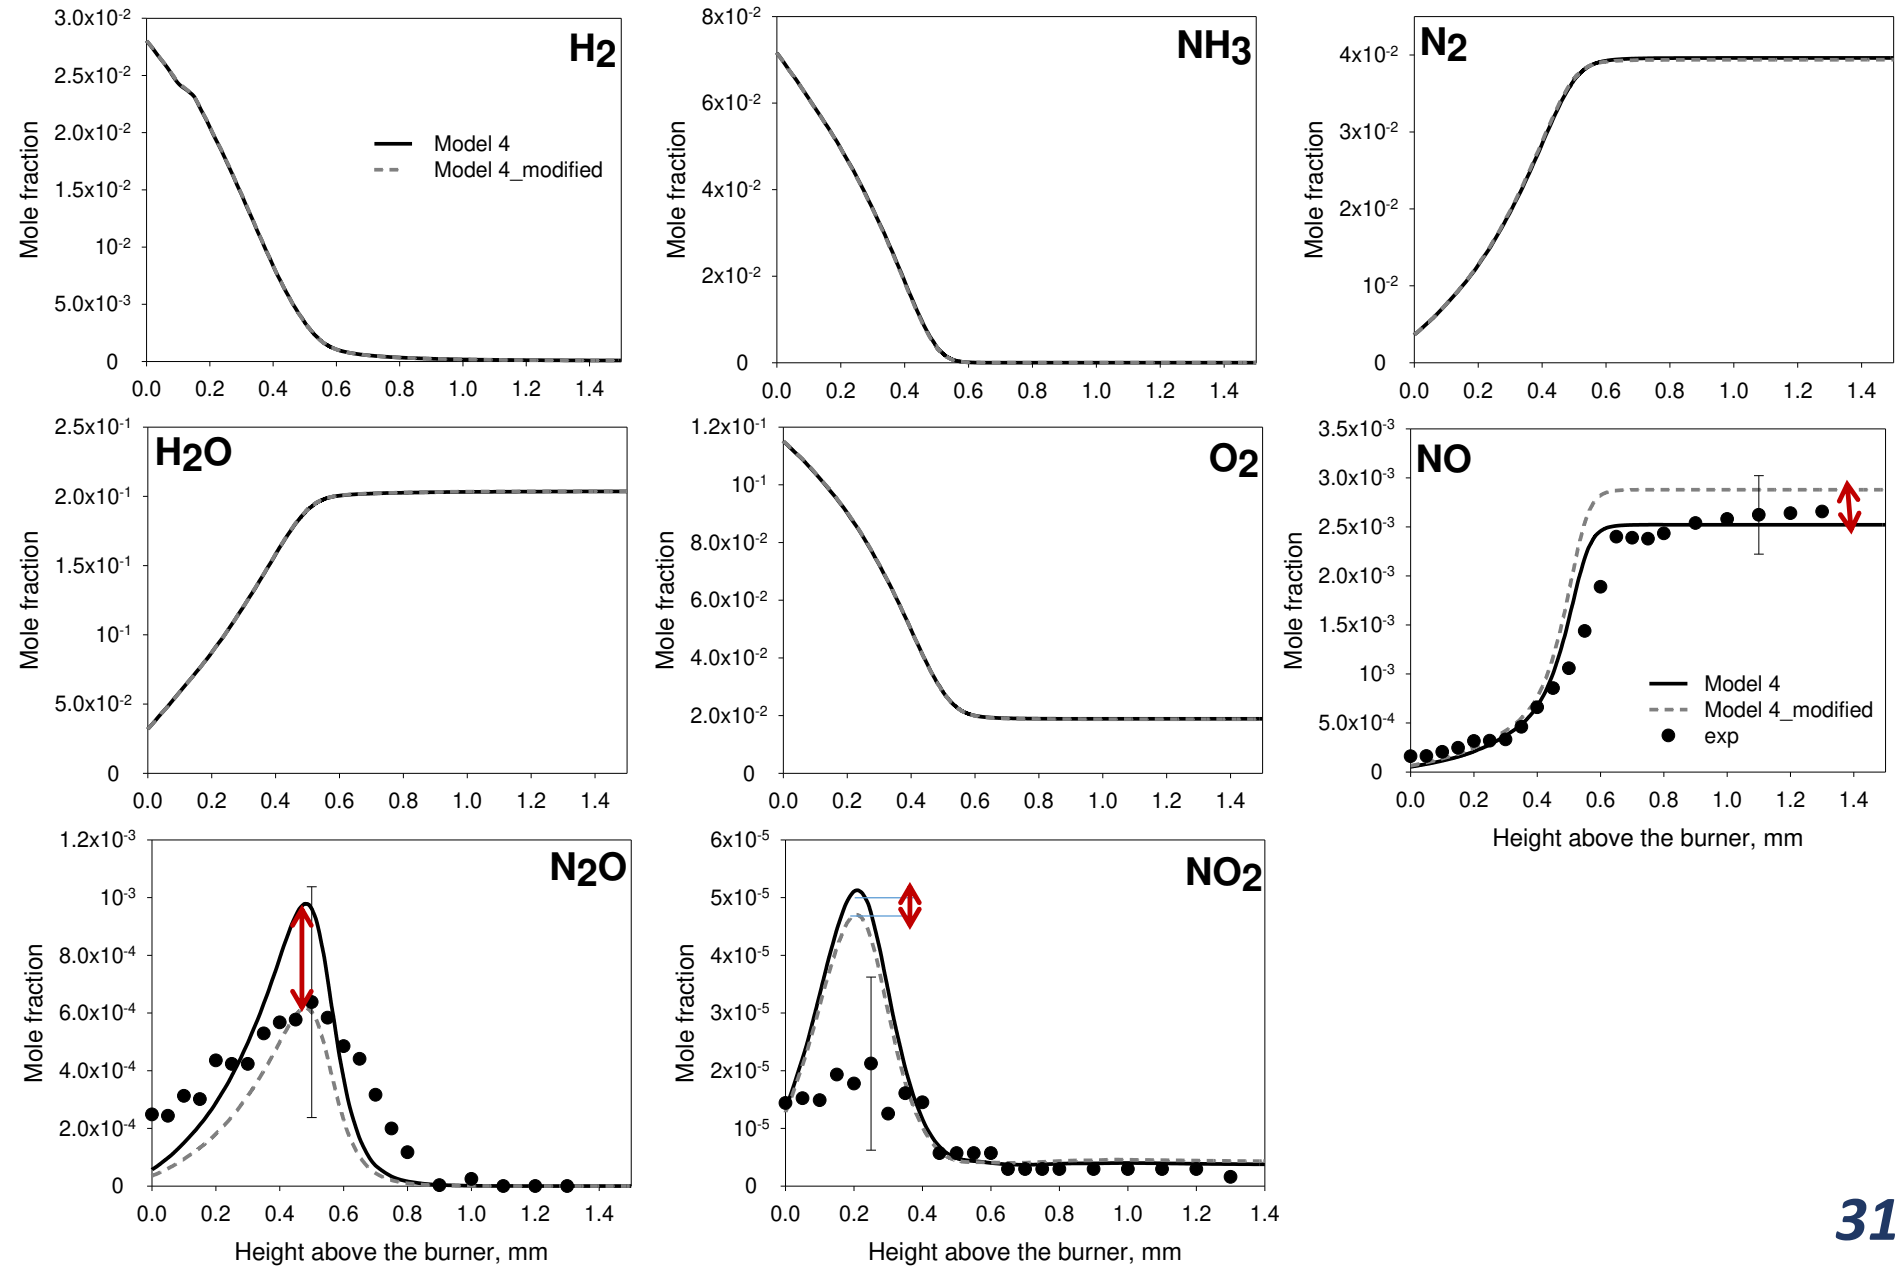 H2
3.0x10-2
2.5x10-2
2.0x10-2
1.5x10-2
10-2
5.0x10-3
0
Mole fraction
Model 4
Model 4_modified
0.0 0.2 0.4 0.6 0.8 1.0 1.2 1.4
NH3
8x10-2
6x10-2
4x10-2
2x10-2
0
Mole fraction
0.0 0.2 0.4 0.6 0.8 1.0 1.2 1.4
N2
4x10-2
3x10-2
2x10-2
10-2
0
Mole fraction
0.0 0.2 0.4 0.6 0.8 1.0 1.2 1.4
H2O
2.5x10-1
2.0x10-1
1.5x10-1
10-1
5.0x10-2
0
Mole fraction
0.0 0.2 0.4 0.6 0.8 1.0 1.2 1.4
O2
1.2x10-1
10-1
8.0x10-2
6.0x10-2
4.0x10-2
2.0x10-2
0
Mole fraction
0.0 0.2 0.4 0.6 0.8 1.0 1.2 1.4
NO
3.5x10-3
3.0x10-3
2.5x10-3
2.0x10-3
1.5x10-3
10-3
5.0x10-4
0
Mole fraction
Model 4
Model 4_modified
exp
0.0 0.2 0.4 0.6 0.8 1.0 1.2 1.4
Height above the burner, mm
N2O
1.2x10-3
10-3
8.0x10-4
6.0x10-4
4.0x10-4
2.0x10-4
0
Mole fraction
0.0 0.2 0.4 0.6 0.8 1.0 1.2 1.4
Height above the burner, mm
NO2
6x10-5
5x10-5
4x10-5
3x10-5
2x10-5
10-5
0
Mole fraction
0.0 0.2 0.4 0.6 0.8 1.0 1.2 1.4
Height above the burner, mm
31